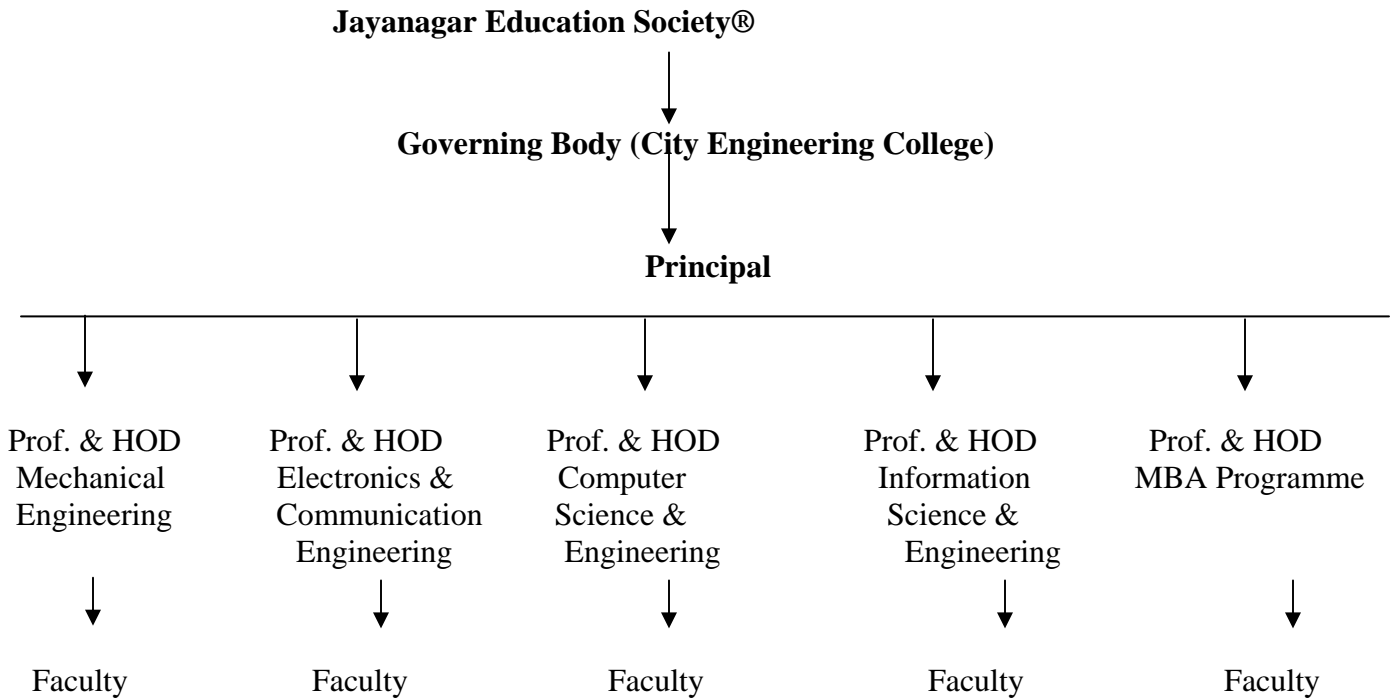 Jayanagar Education Society®
Governing Body (City Engineering College)
Principal
Prof. & HOD
Mechanical
Engineering
Prof. & HOD
Electronics &
Communication
Engineering
Prof. & HOD
Computer
Science &
Engineering
Prof. & HOD
Information
Science &
Engineering
Prof. & HOD
MBA Programme
Faculty
Faculty
Faculty
Faculty
Faculty